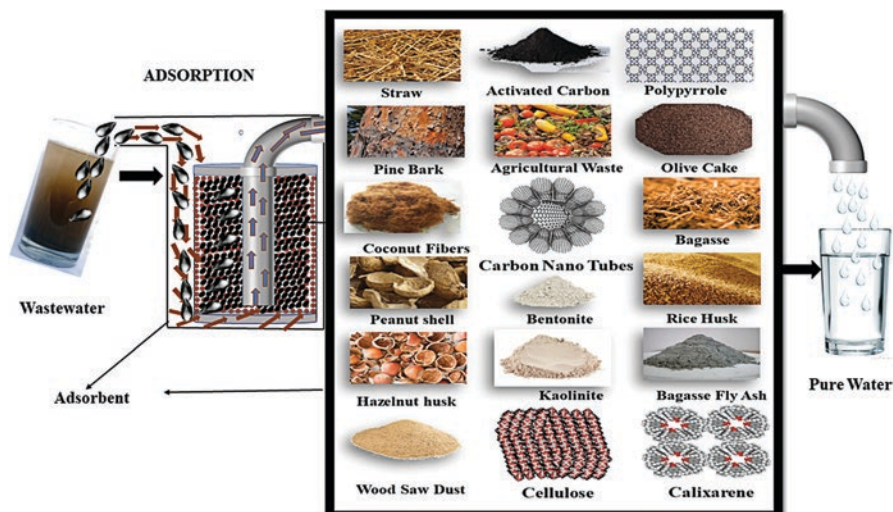 ADSORPTION
Wastewater
Adsorbent
Straw
Activated Carbon
Polypyrrole
Pine Bark
Agricultural Waste
Olive Cake
Coconut Fibers
Carbon Nano Tubes
Bagasse
Peanut shell
Bentonite
Rice Husk
Hazelnut husk
Kaolinite
Bagasse Fly Ash
Wood Saw Dust
Cellulose
Calixarene
Pure Water